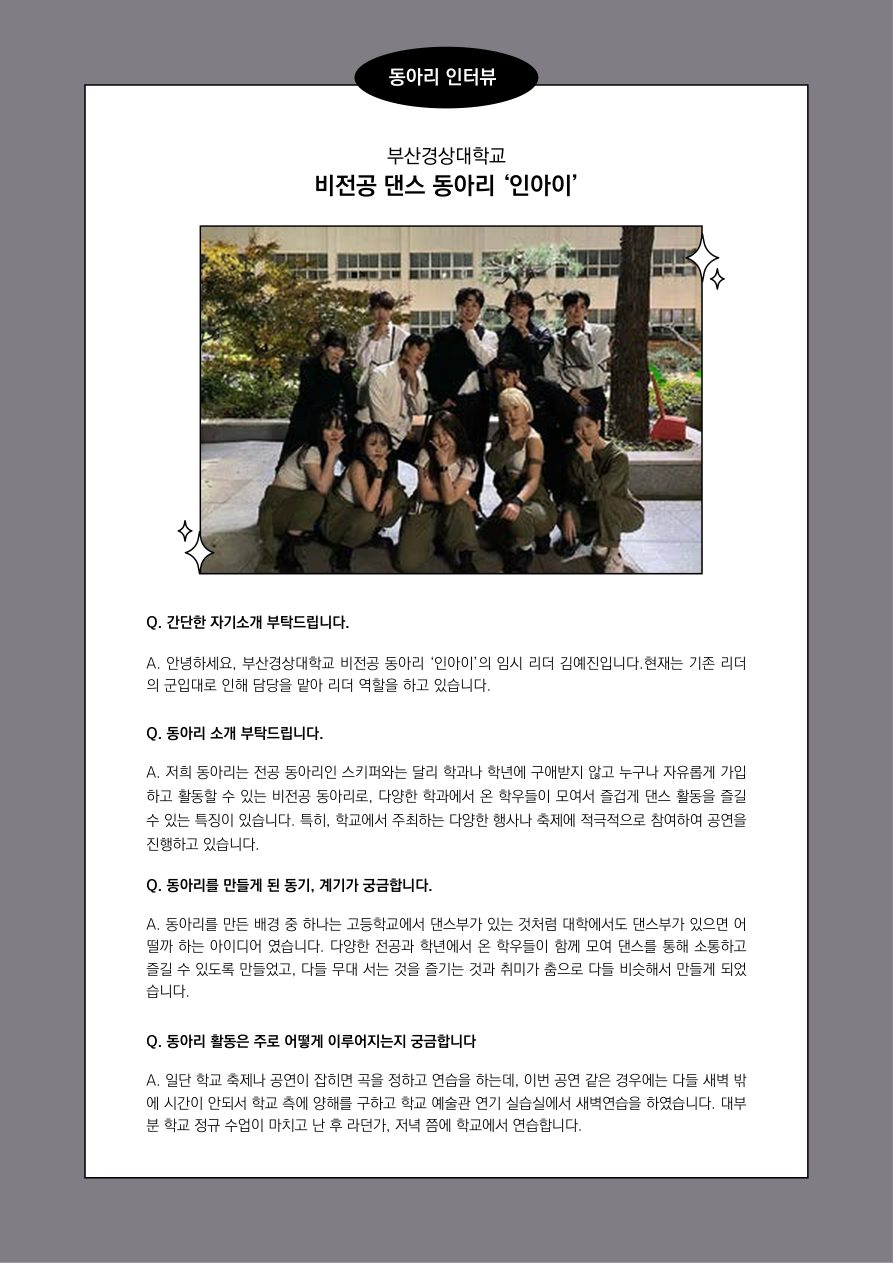 동아리 인터뷰
부산경상대학교
비전공 댄스 동아리 ‘인아이’
Q. 간단한 자기소개 부탁드립니다.
A. 안녕하세요, 부산경상대학교 비전공 동아리 ‘인아이’의 임시 리더 김예진입니다.현재는 기존 리더
의 군입대로 인해 담당을 맡아 리더 역할을 하고 있습니다.
Q. 동아리 소개 부탁드립니다.
A. 저희 동아리는 전공 동아리인 스키퍼와는 달리 학과나 학년에 구애받지 않고 누구나 자유롭게 가입
하고 활동할 수 있는 비전공 동아리로, 다양한 학과에서 온 학우들이 모여서 즐겁게 댄스 활동을 즐길
수 있는 특징이 있습니다. 특히, 학교에서 주최하는 다양한 행사나 축제에 적극적으로 참여하여 공연을
진행하고 있습니다.
Q. 동아리를 만들게 된 동기, 계기가 궁금합니다.
A. 동아리를 만든 배경 중 하나는 고등학교에서 댄스부가 있는 것처럼 대학에서도 댄스부가 있으면 어
떨까 하는 아이디어 였습니다. 다양한 전공과 학년에서 온 학우들이 함께 모여 댄스를 통해 소통하고
즐길 수 있도록 만들었고, 다들 무대 서는 것을 즐기는 것과 취미가 춤으로 다들 비슷해서 만들게 되었
습니다.
Q. 동아리 활동은 주로 어떻게 이루어지는지 궁금합니다
A. 일단 학교 축제나 공연이 잡히면 곡을 정하고 연습을 하는데, 이번 공연 같은 경우에는 다들 새벽 밖
에 시간이 안되서 학교 측에 양해를 구하고 학교 예술관 연기 실습실에서 새벽연습을 하였습니다. 대부
분 학교 정규 수업이 마치고 난 후 라던가, 저녁 쯤에 학교에서 연습합니다.